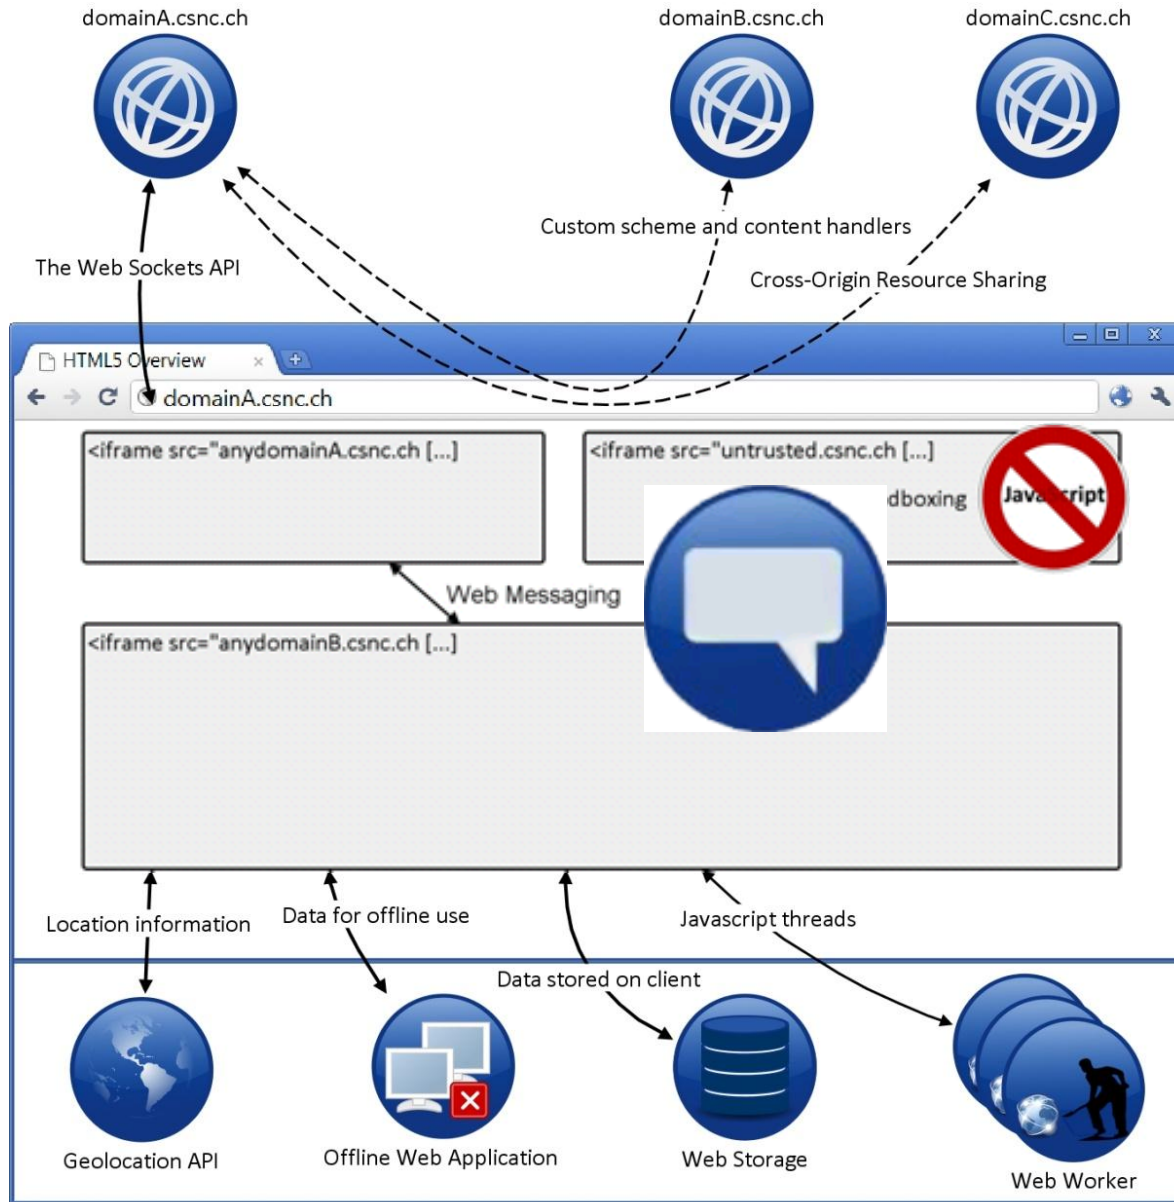 domainA.csnc.ch
domainB.csnc.ch
domainC.csnc.ch
Custom scheme and content handlers
The Web Sockets API
Cross-Origin Resource Sharing
HTML5 Overview
domainA.csnc.ch
<iframe src="anydomainA.csnc.ch [...]
<iframe src="untrusted.csnc.ch [...]
JavaScript
Web Messaging
<iframe src="anydomainB.csnc.ch [...]
Location information
Data for offline use
Javascript threads
Data stored on client
Geolocation API
Offline Web Application
Web Storage
Web Worker